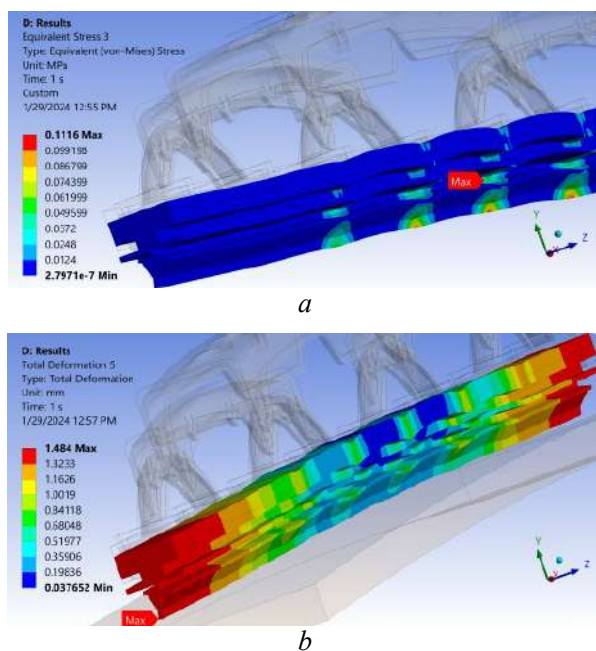 D: Results
Equivalent Stress 3
Type: Equivalent (von-Mises) Stress
Unit: MPa
Time: 1 s
Custom
1/29/2024 12:55 PM
0.1116 Max
0.099198
0.086799
0.074399
0.061999
0.049599
0.0372
0.0248
0.0124
2.7971e-7 Min
Max
Y
X
Z
a
D: Results
Total Deformation 5
Type: Total Deformation
Unit: mm
Time: 1 s
1/29/2024 12:57 PM
1.484 Max
1.3233
1.1626
1.0019
0.84118
0.68048
0.51977
0.35906
0.19836
0.037652 Min
Max
Y
X
Z
b